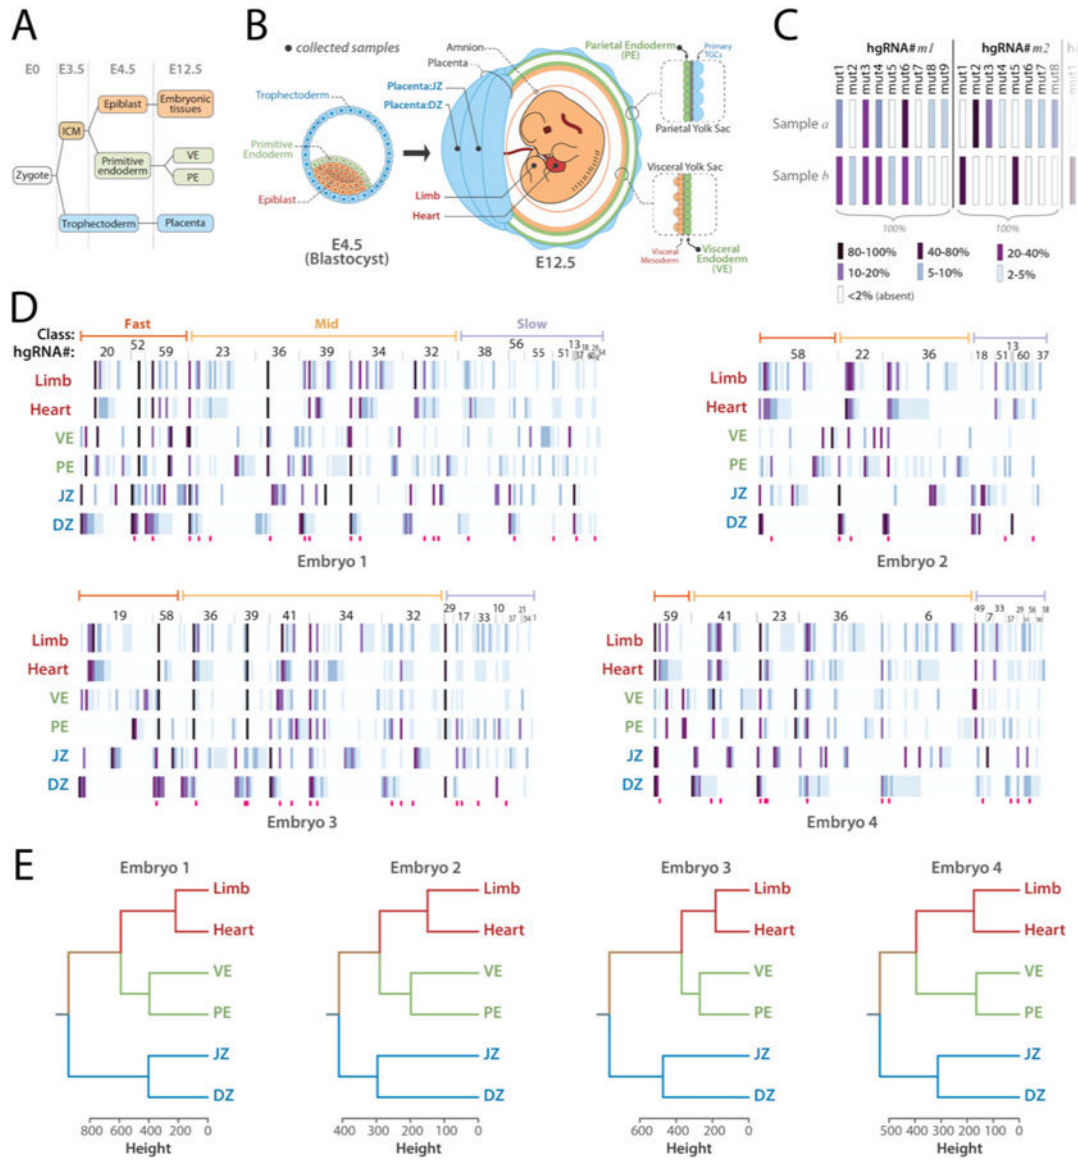 A
E0 E3.5 E4.5 E12.5
Zygote
ICM
Epiblast
Embryonic
tissues
Primitive
endoderm
VE
PE
Trophectoderm
Placenta
B
collected samples
Trophectoderm
Primitive
Endoderm
Epiblast
E4.5
(Blastocyst)
Amnion
Placenta
Placenta:JZ
Placenta:DZ
Limb
Heart
E12.5
Parietal Endoderm
(PE)
Primary
TGCs
Parietal Yolk Sac
Visceral Yolk Sac
Visceral
Mesoderm
Visceral
Endoderm
(VE)
C
hgRNA# m1 hgRNA# m2
mut1 mut2 mut3 mut4 mut5 mut6 mut7 mut8 mut9 mut1 mut2 mut3 mut4 mut5 mut6 mut7 mut8
Sample a
Sample b
100% 100%
80-100% 40-80% 20-40%
10-20% 5-10% 2-5%
<2% (absent)
D
Class: Fast Mid Slow
hgRNA#: 20 52 59 23 36 39 34 32 38 56 55 51 13
Limb
Heart
VE
PE
JZ
DZ
Embryo 1
58 22 36 18 51 13 60 37
Limb
Heart
VE
PE
JZ
DZ
Embryo 2
19 58 36 39 41 34 32 29 17 33 10 37 21
Limb
Heart
VE
PE
JZ
DZ
Embryo 3
59 41 23 36 6 49 7 33 37 29 56 18
Limb
Heart
VE
PE
JZ
DZ
Embryo 4
E
Embryo 1
Limb
Heart
VE
PE
JZ
DZ
800 600 400 200 0
Height
Embryo 2
Limb
Heart
VE
PE
JZ
DZ
400 300 200 100 0
Height
Embryo 3
Limb
Heart
VE
PE
JZ
DZ
600 400 200 0
Height
Embryo 4
Limb
Heart
VE
PE
JZ
DZ
500 400 300 200 100 0
Height